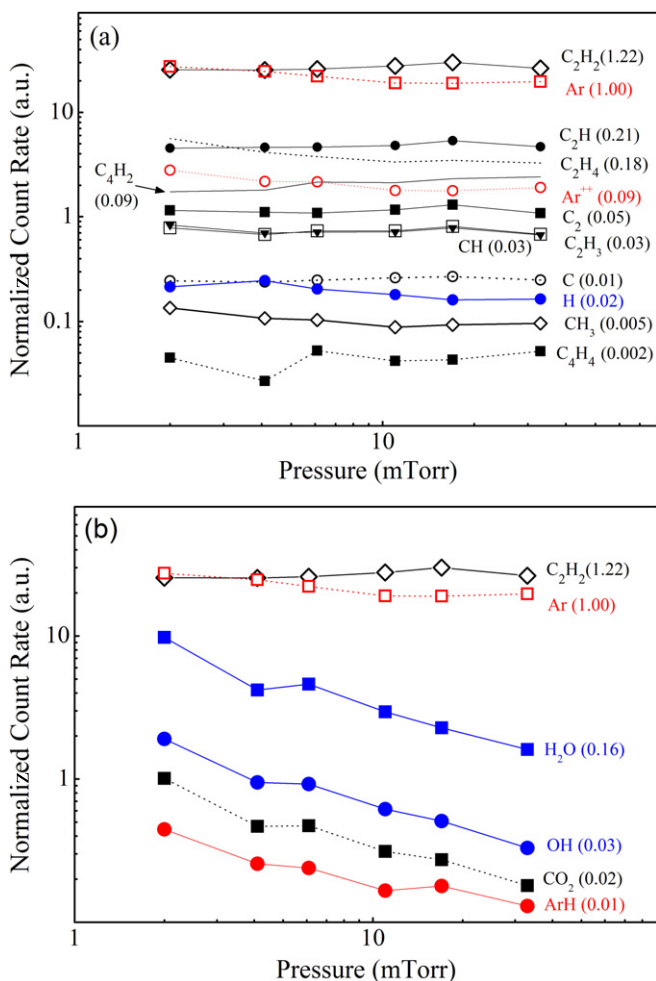 (a)
Normalized Count Rate (a.u.)
10
1
0.1
C₂H₂(1.22)
Ar (1.00)
C₂H (0.21)
C₂H₄ (0.18)
C₄H₂
(0.09)
Ar⁺⁺ (0.09)
C₂ (0.05)
CH (0.03)
C₂H₃ (0.03)
C (0.01)
H (0.02)
CH₃ (0.005)
C₄H₄ (0.002)
1
10
Pressure (mTorr)
(b)
Normalized Count Rate (a.u.)
10
1
C₂H₂(1.22)
Ar (1.00)
H₂O (0.16)
OH (0.03)
CO₂ (0.02)
ArH (0.01)
1
10
Pressure (mTorr)